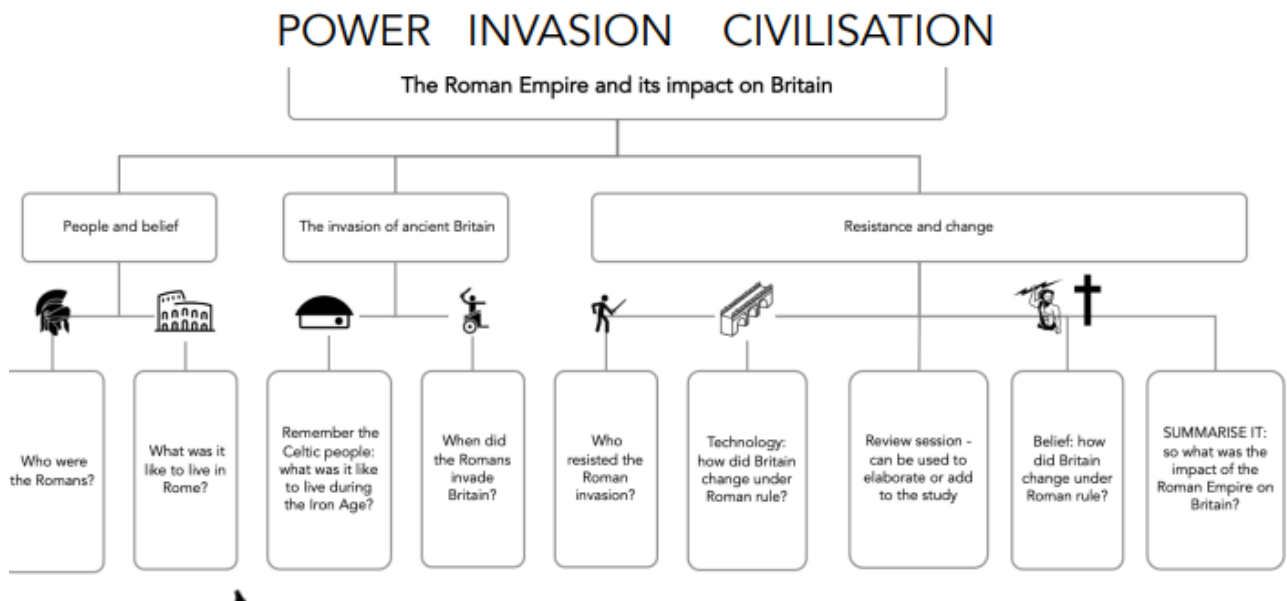 POWER INVASION CIVILISATION
The Roman Empire and its impact on Britain
People and belief
The invasion of ancient Britain
Resistance and change
Who were
the Romans?
What was it
like to live in
Rome?
Remember the
Celtic people:
what was it like
to live during
the Iron Age?
When did
the Romans
invade
Britain?
Who
resisted the
Roman
invasion?
Technology:
how did Britain
change under
Roman rule?
Review session -
can be used to
elaborate or add
to the study
Belief: how
did Britain
change under
Roman rule?
SUMMARISE IT:
so what was the
impact of the
Roman Empire on
Britain?